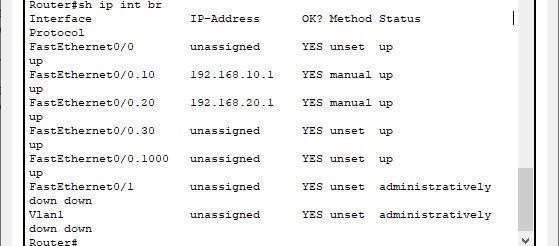 Router#sh ip int br
Interface IP-Address OK? Method Status
Protocol
FastEthernet0/0 unassigned YES unset up
up
FastEthernet0/0.10 192.168.10.1 YES manual up
up
FastEthernet0/0.20 192.168.20.1 YES manual up
up
FastEthernet0/0.30 unassigned YES unset up
up
FastEthernet0/0.1000 unassigned YES unset up
up
FastEthernet0/1 unassigned YES unset administratively
down down
Vlan1 unassigned YES unset administratively
down down
Router#